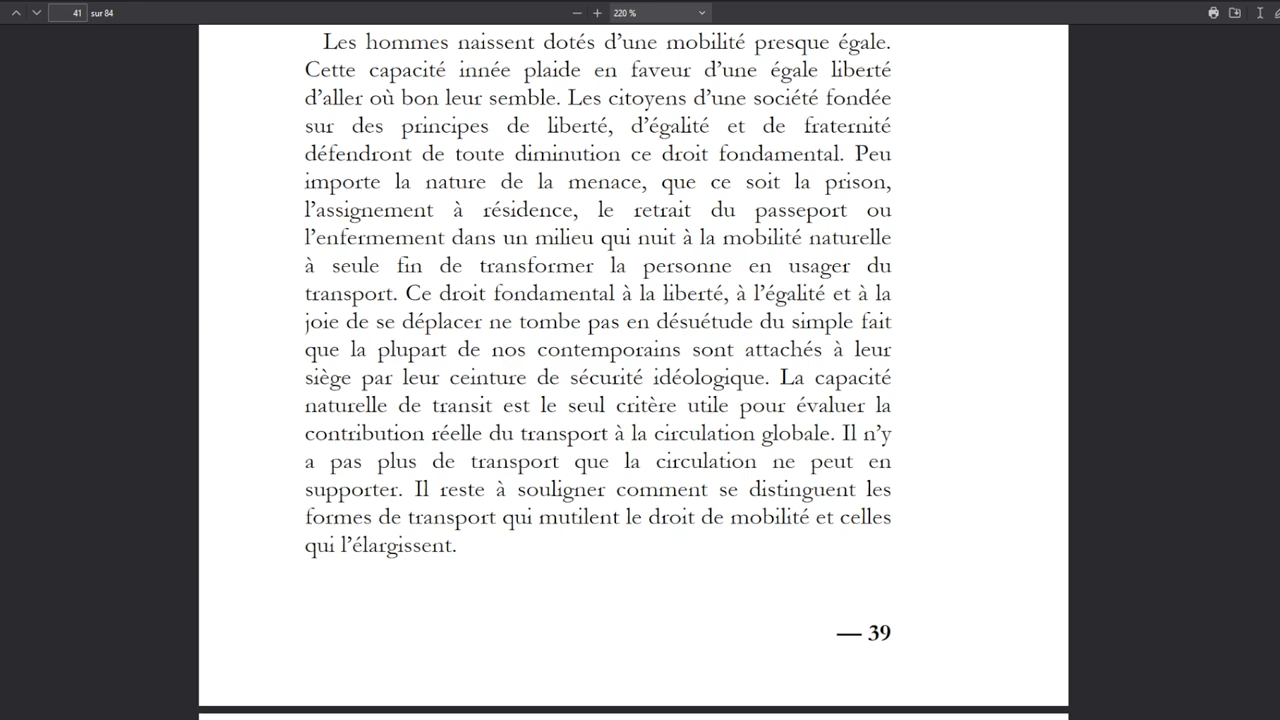 41 sur 84
220 %
Les hommes naissent dotés d'une mobilité presque égale.
Cette capacité innée plaide en faveur d'une égale liberté
d'aller où bon leur semble. Les citoyens d'une société fondée
sur des principes de liberté, d'égalité et de fraternité
défendront de toute diminution ce droit fondamental. Peu
importe la nature de la menace, que ce soit la prison,
l'assignement à résidence, le retrait du passeport ou
l'enfermement dans un milieu qui nuit à la mobilité naturelle
à seule fin de transformer la personne en usager du
transport. Ce droit fondamental à la liberté, à l'égalité et à la
joie de se déplacer ne tombe pas en désuétude du simple fait
que la plupart de nos contemporains sont attachés à leur
siège par leur ceinture de sécurité idéologique. La capacité
naturelle de transit est le seul critère utile pour évaluer la
contribution réelle du transport à la circulation globale. Il n'y
a pas plus de transport que la circulation ne peut en
supporter. Il reste à souligner comment se distinguent les
formes de transport qui mutilent le droit de mobilité et celles
qui l'élargissent.
— 39